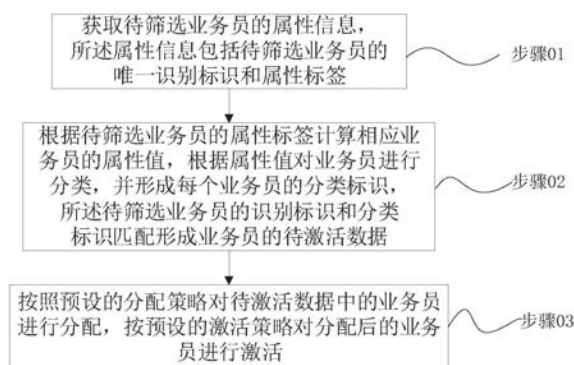 获取待筛选业务员的属性信息，
所述属性信息包括待筛选业务员的
唯一识别标识和属性标签
步骤01
根据待筛选业务员的属性标签计算相应业
务员的属性值，根据属性值对业务员进行
分类，并形成每个业务员的分类标识，
所述待筛选业务员的识别标识和分类
标识匹配形成业务员的待激活数据
步骤02
按照预设的分配策略对待激活数据中的业务员
进行分配，按预设的激活策略对分配后的业务
员进行激活
步骤03